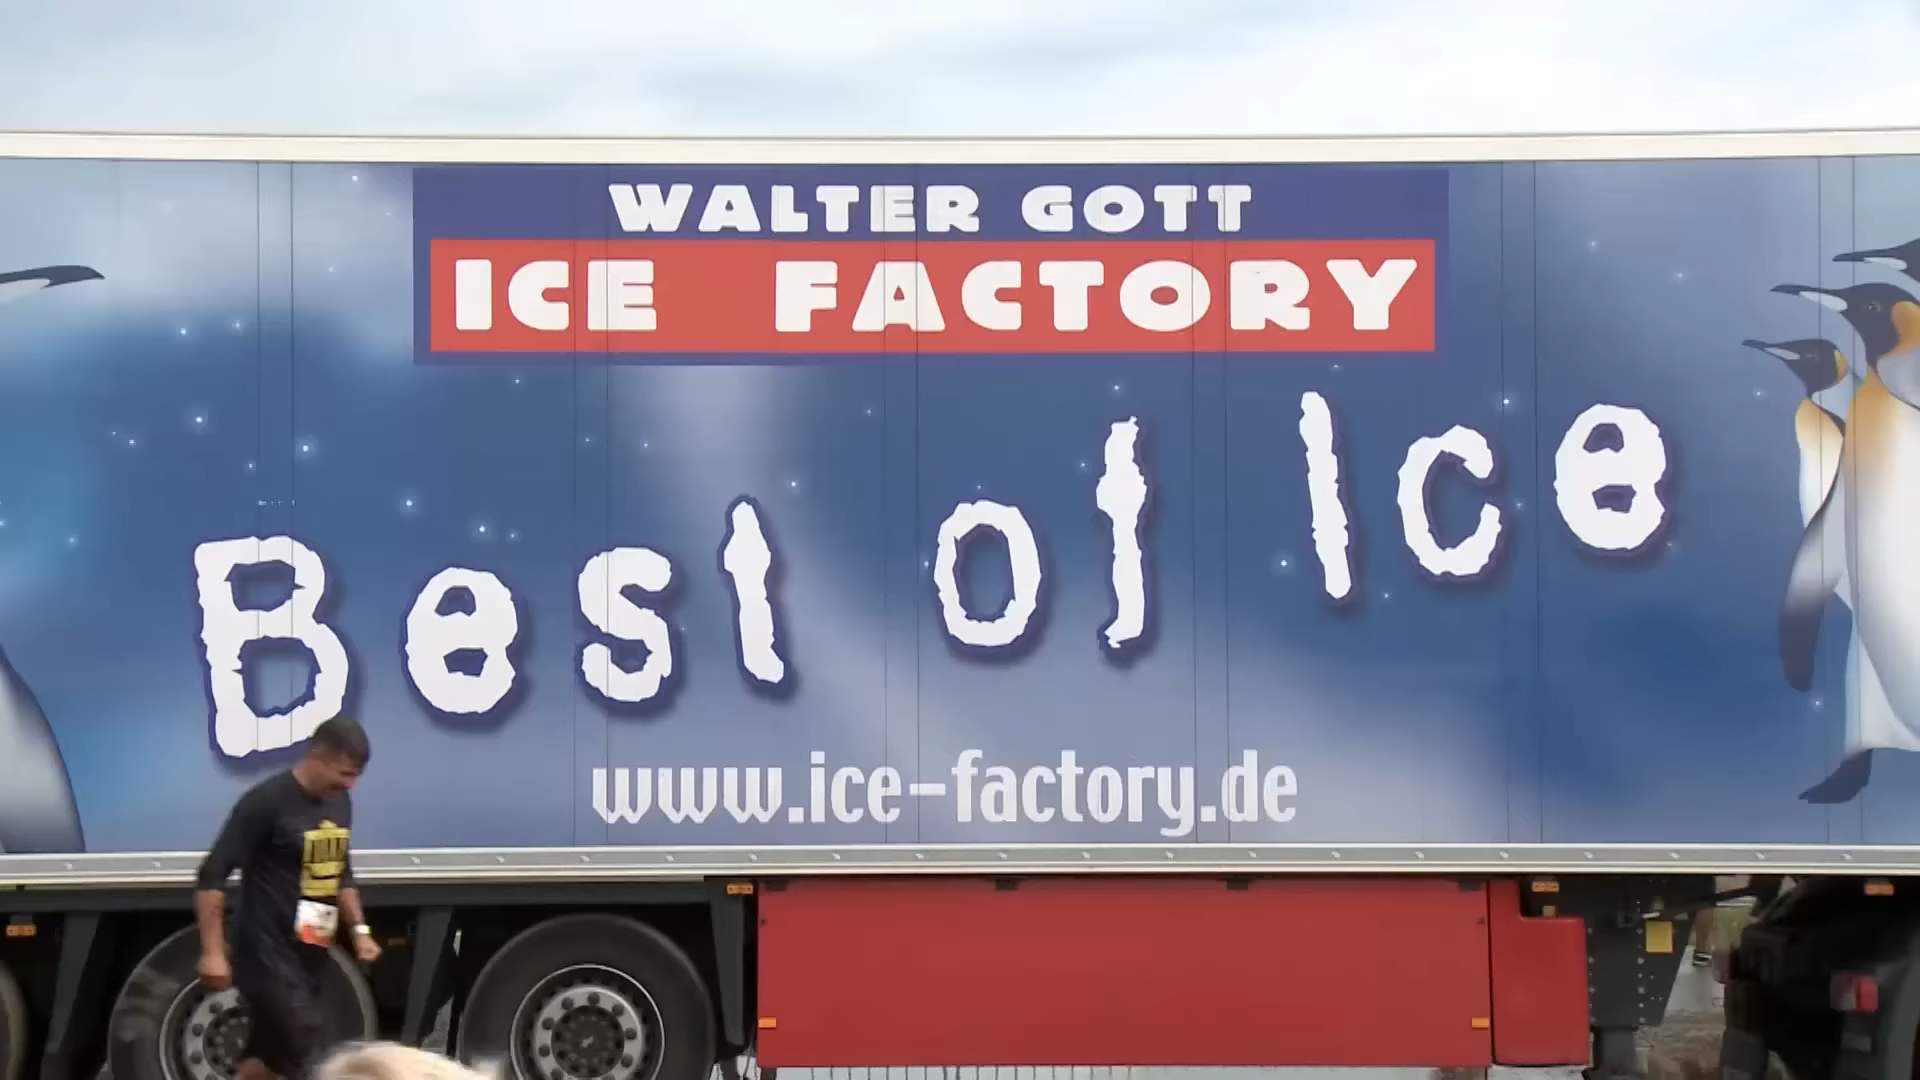 WALTER GOTT
ICE FACTORY
Best of Ice
www.ice-factory.de